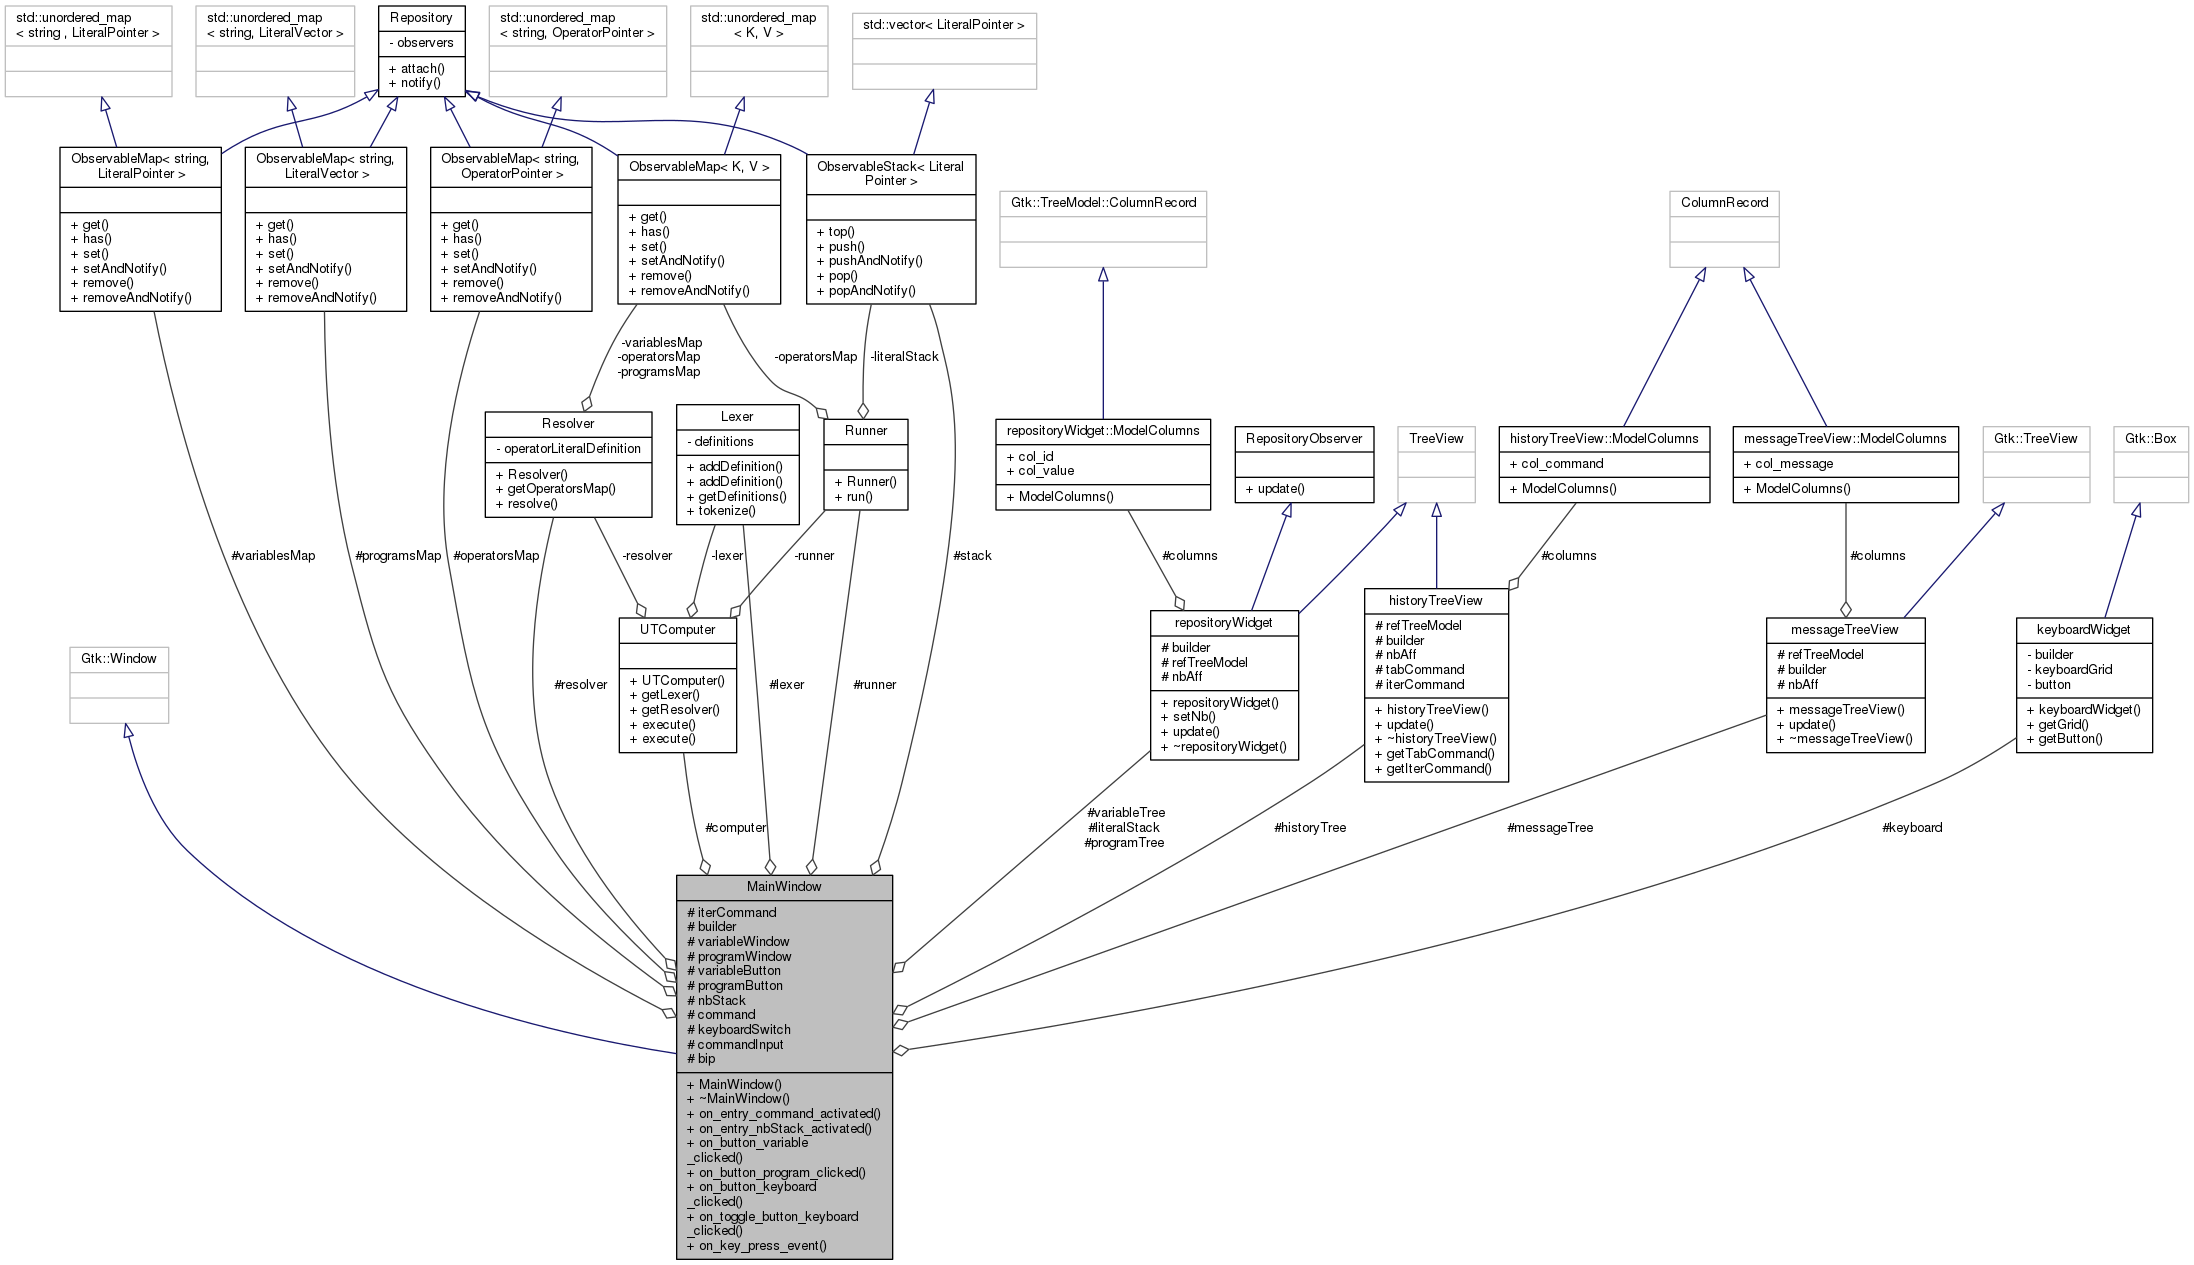 std::unordered_map
< string , LiteralPointer >
std::unordered_map
< string, LiteralVector >
Repository
- observers
+ attach()
+ notify()
std::unordered_map
< string, OperatorPointer >
std::unordered_map
< K, V >
std::vector< LiteralPointer >
ObservableMap< string,
LiteralPointer >
+ get()
+ has()
+ set()
+ setAndNotify()
+ remove()
+ removeAndNotify()
ObservableMap< string,
LiteralVector >
+ get()
+ has()
+ set()
+ setAndNotify()
+ remove()
+ removeAndNotify()
ObservableMap< string,
OperatorPointer >
+ get()
+ has()
+ set()
+ setAndNotify()
+ remove()
+ removeAndNotify()
ObservableMap< K, V >
+ get()
+ has()
+ set()
+ setAndNotify()
+ remove()
+ removeAndNotify()
ObservableStack< Literal
Pointer >
+ top()
+ push()
+ pushAndNotify()
+ pop()
+ popAndNotify()
Gtk::TreeModel::ColumnRecord
ColumnRecord
-variablesMap
-operatorsMap
-programsMap
-operatorsMap
-literalStack
Resolver
- operatorLiteralDefinition
+ Resolver()
+ getOperatorsMap()
+ resolve()
Lexer
- definitions
+ addDefinition()
+ addDefinition()
+ getDefinitions()
+ tokenize()
Runner
+ Runner()
+ run()
repositoryWidget::ModelColumns
+ col_id
+ col_value
+ ModelColumns()
RepositoryObserver
+ update()
TreeView
historyTreeView::ModelColumns
+ col_command
+ ModelColumns()
messageTreeView::ModelColumns
+ col_message
+ ModelColumns()
Gtk::TreeView
Gtk::Box
#variablesMap
#programsMap
#operatorsMap
-resolver
-lexer
-runner
#stack
#columns
#columns
#columns
Gtk::Window
#resolver
UTComputer
+ UTComputer()
+ getLexer()
+ getResolver()
+ execute()
+ execute()
#lexer
#runner
repositoryWidget
# builder
# refTreeModel
# nbAff
+ repositoryWidget()
+ setNb()
+ update()
+ ~repositoryWidget()
historyTreeView
# refTreeModel
# builder
# nbAff
# tabCommand
# iterCommand
+ historyTreeView()
+ update()
+ ~historyTreeView()
+ getTabCommand()
+ getIterCommand()
messageTreeView
# refTreeModel
# builder
# nbAff
+ messageTreeView()
+ update()
+ ~messageTreeView()
keyboardWidget
- builder
- keyboardGrid
- button
+ keyboardWidget()
+ getGrid()
+ getButton()
#computer
#variableTree
#literalStack
#programTree
#historyTree
#messageTree
#keyboard
MainWindow
# iterCommand
# builder
# variableWindow
# programWindow
# variableButton
# programButton
# nbStack
# command
# keyboardSwitch
# commandInput
# bip
+ MainWindow()
+ ~MainWindow()
+ on_entry_command_activated()
+ on_entry_nbStack_activated()
+ on_button_variable
_clicked()
+ on_button_program_clicked()
+ on_button_keyboard
_clicked()
+ on_toggle_button_keyboard
_clicked()
+ on_key_press_event()